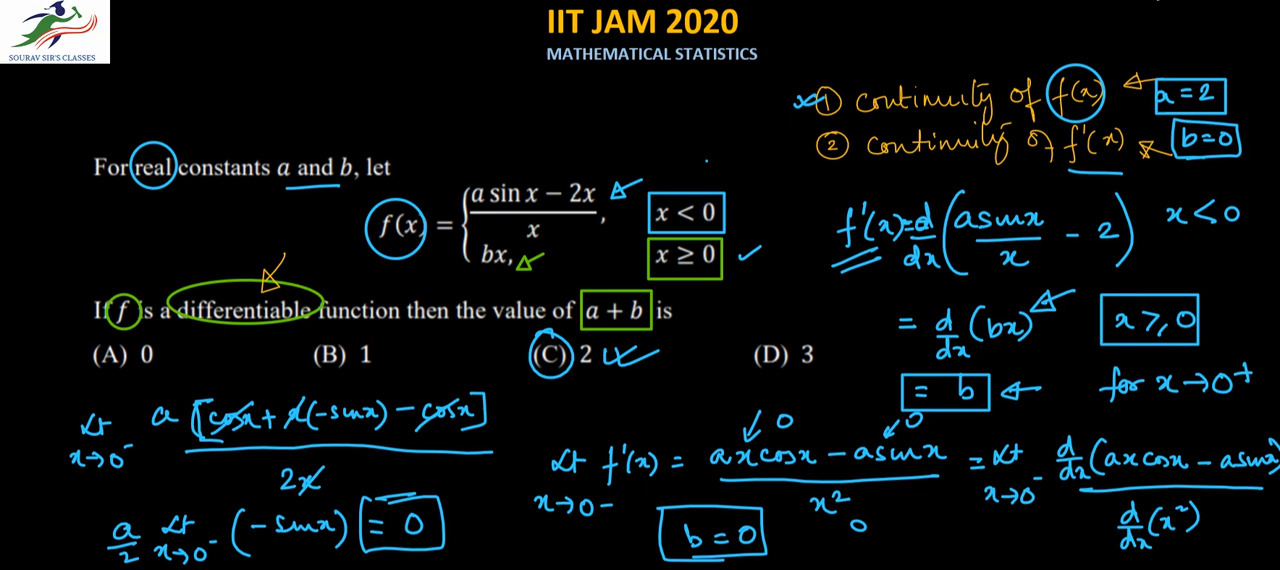 SOURAV SIR'S CLASSES
IIT JAM 2020
MATHEMATICAL STATISTICS
① continuity of f(x) a = 2
② continuity of f'(x) b = 0
For real constants a and b, let
f(x) = { (a sin x − 2x)/x, x < 0
bx, x ≥ 0
If f is a differentiable function then the value of a + b is
(A) 0 (B) 1 (C) 2 (D) 3
f'(x) = d/dx (a sin x/x − 2) x < 0
= d/dx (bx) x ≥ 0
= b for x → 0+
Lt x→0− f'(x) = (ax cos x − a sin x)/x² = Lt x→0− d/dx (ax cos x − a sin x) / d/dx (x²)
0 0
0
b = 0
Lt x→0− a [cos x + x(−sin x) − cos x] / 2x
a/2 Lt x→0− (−sin x) = 0